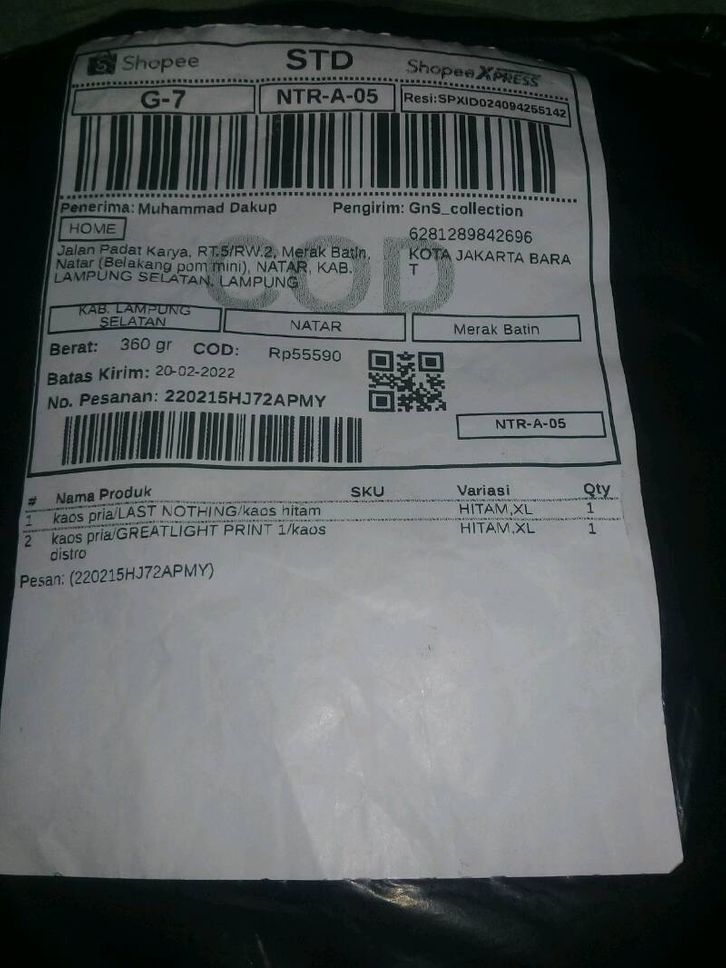 Shopee STD Shopee XPRESS
G-7 NTR-A-05 Resi:SPXID024094255142
Penerima: Muhammad Dakup Pengirim: GnS_collection
HOME 6281289842696
Jalan Padat Karya, RT.5/RW.2, Merak Batin, KOTA JAKARTA BARA
Natar (Belakang pom mini), NATAR, KAB. T
LAMPUNG SELATAN, LAMPUNG
COD
KAB. LAMPUNG
SELATAN NATAR Merak Batin
Berat: 360 gr COD: Rp55590
Batas Kirim: 20-02-2022
No. Pesanan: 220215HJ72APMY
NTR-A-05
# Nama Produk SKU Variasi Qty
1 kaos pria/LAST NOTHING/kaos hitam HITAM,XL 1
2 kaos pria/GREATLIGHT PRINT 1/kaos HITAM,XL 1
distro
Pesan: (220215HJ72APMY)